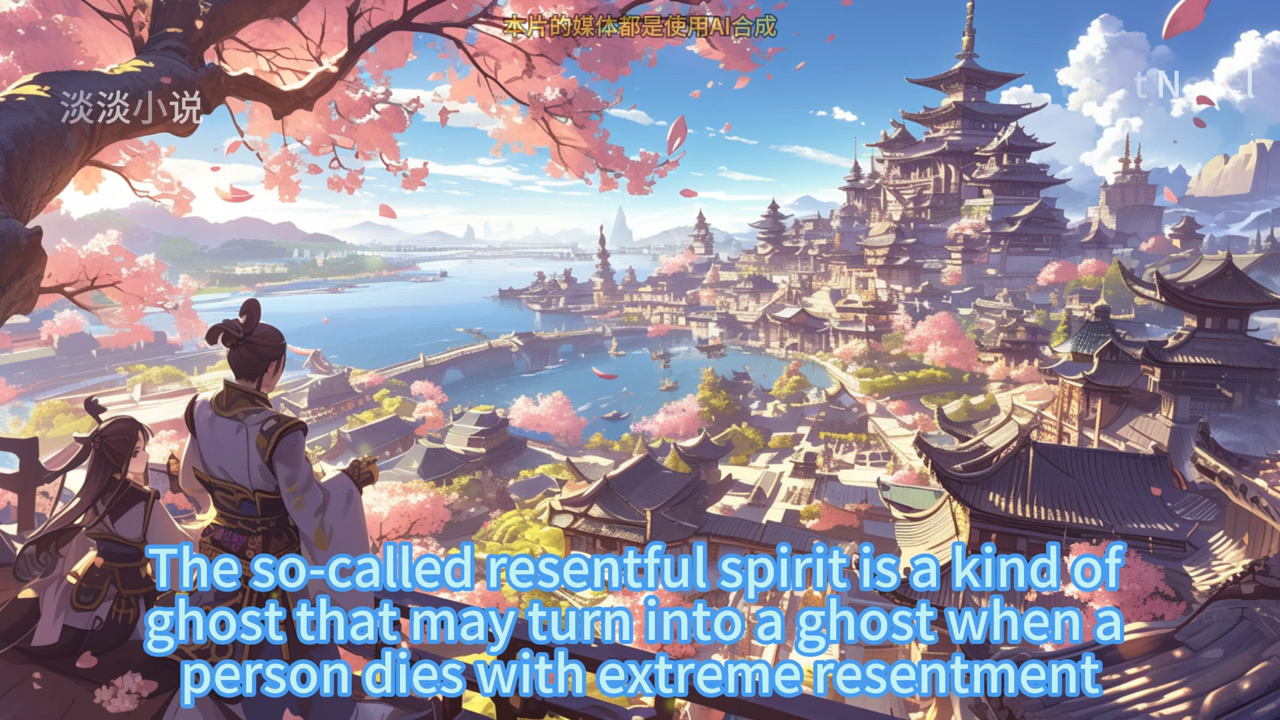 本片的媒体都是使用AI合成
淡淡小说
The so-called resentful spirit is a kind of
ghost that may turn into a ghost when a
person dies with extreme resentment